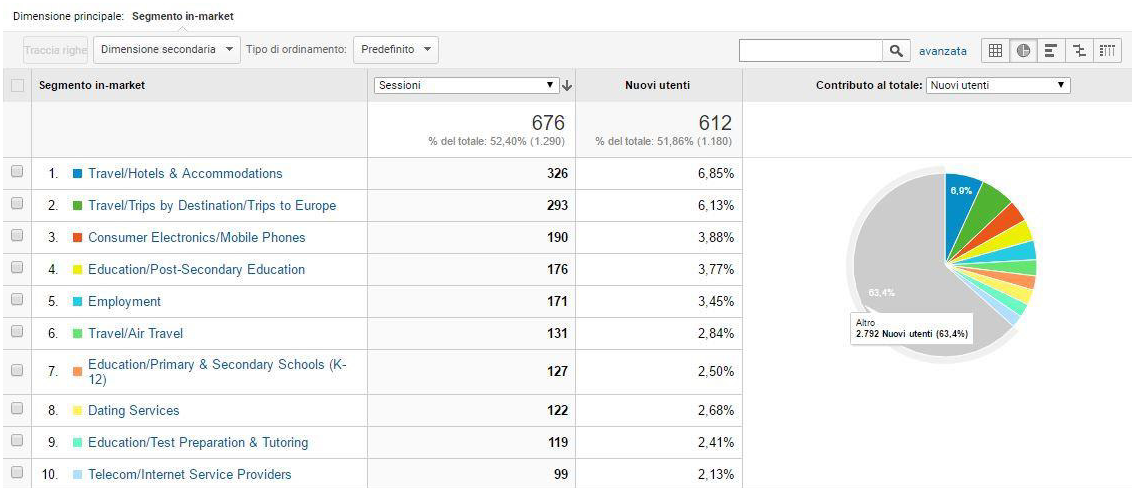 Dimensione principale: Segmento in-market
Traccia righe Dimensione secondaria Tipo di ordinamento: Predefinito avanzata
Segmento in-market Sessioni Nuovi utenti Contributo al totale: Nuovi utenti
676 612
% del totale: 52,40% (1.290) % del totale: 51,86% (1.180)
1. Travel/Hotels & Accommodations 326 6,85%
2. Travel/Trips by Destination/Trips to Europe 293 6,13%
3. Consumer Electronics/Mobile Phones 190 3,88%
4. Education/Post-Secondary Education 176 3,77%
5. Employment 171 3,45%
6. Travel/Air Travel 131 2,84%
7. Education/Primary & Secondary Schools (K-
12) 127 2,50%
8. Dating Services 122 2,68%
9. Education/Test Preparation & Tutoring 119 2,41%
10. Telecom/Internet Service Providers 99 2,13%
6,9%
63,4%
Altro
2.792 Nuovi utenti (63,4%)